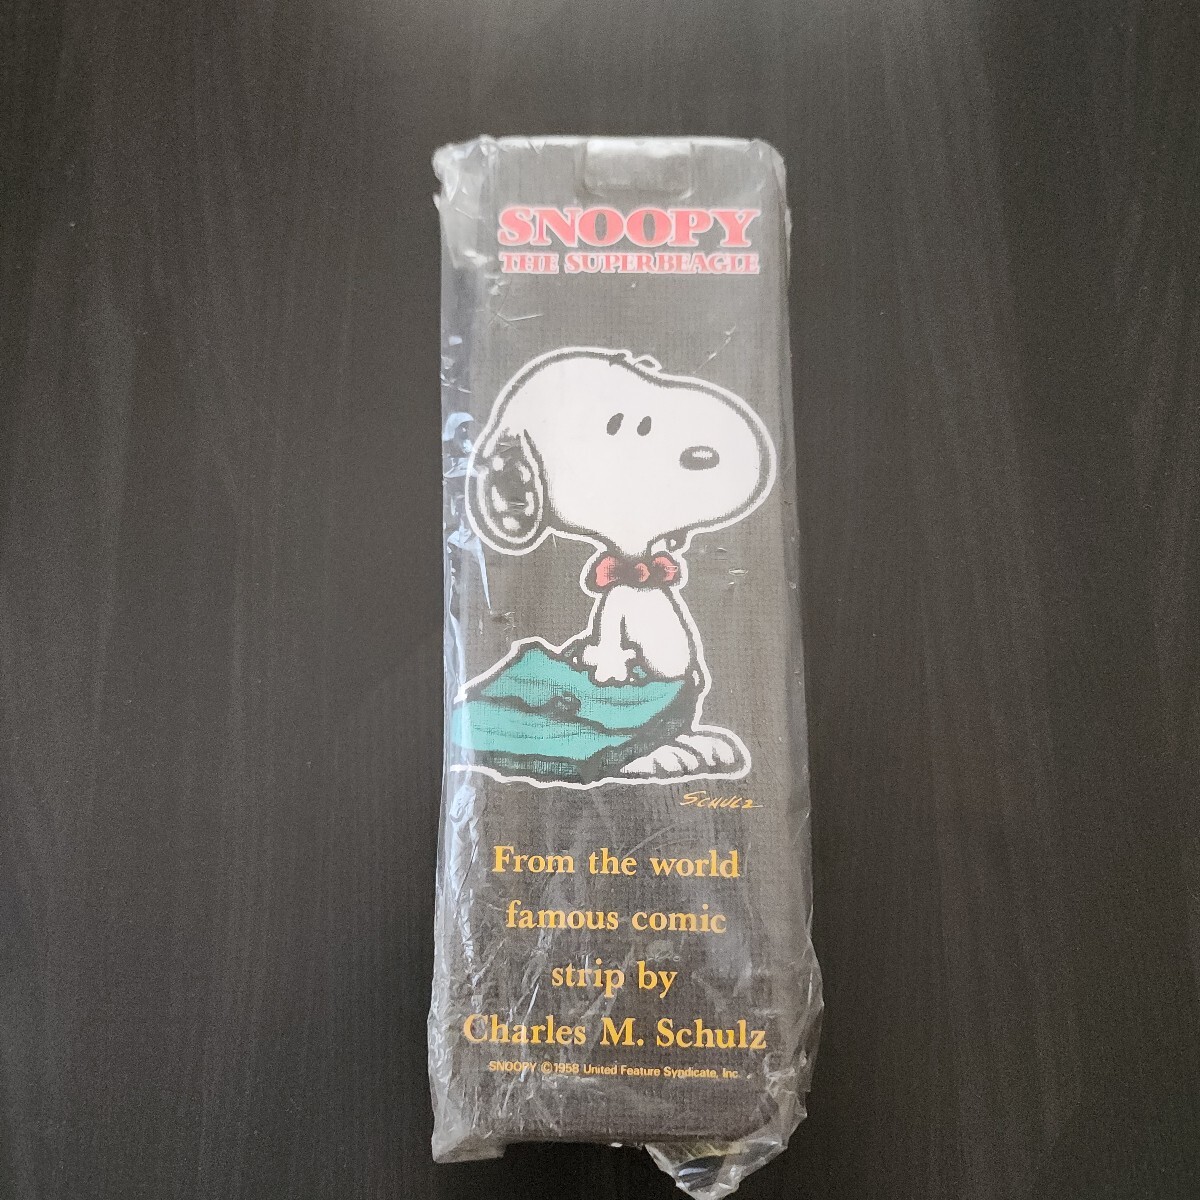 SNOOPY
THE SUPERBEAGLE
SCHULZ
From the world
famous comic
strip by
Charles M. Schulz
SNOOPY ©1958 United Feature Syndicate, Inc.